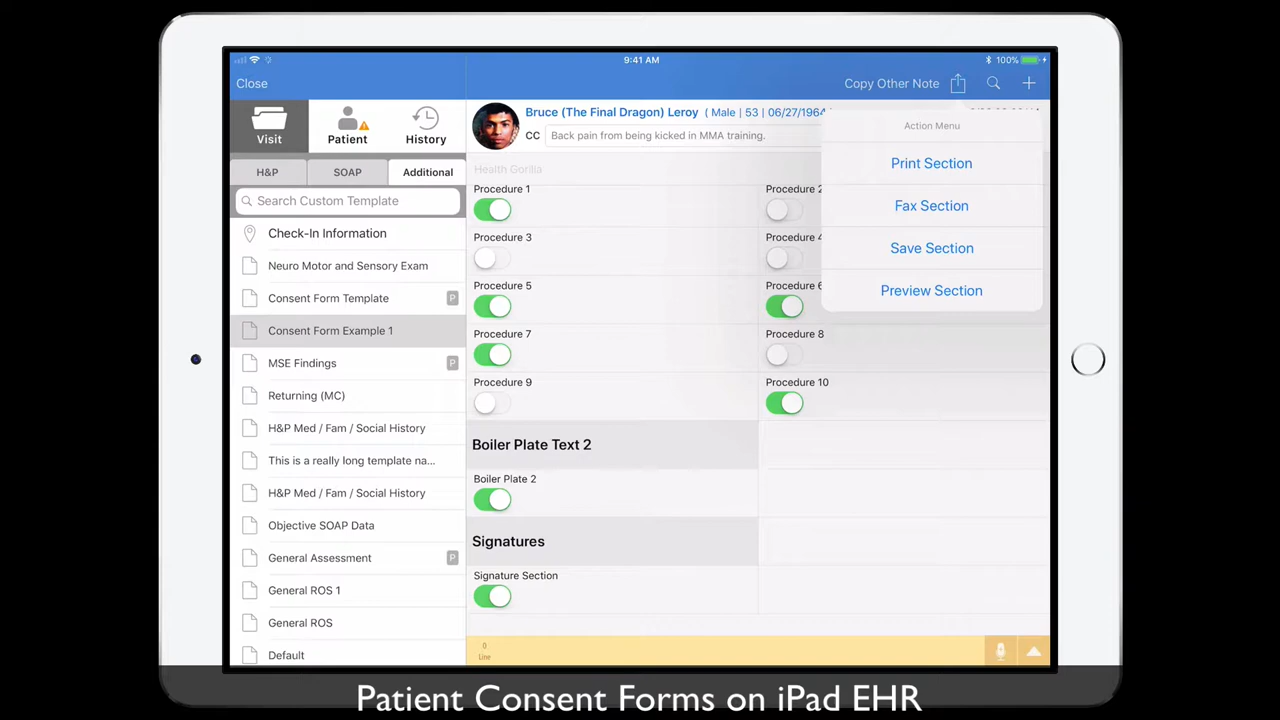 9:41 AM
100%
Close
Copy Other Note
Visit
Patient
History
H&P
SOAP
Additional
Search Custom Template
Check-In Information
Neuro Motor and Sensory Exam
Consent Form Template P
Consent Form Example 1
MSE Findings P
Returning (MC)
H&P Med / Fam / Social History
This is a really long template na...
H&P Med / Fam / Social History
Objective SOAP Data
General Assessment P
General ROS 1
General ROS
Default
Bruce (The Final Dragon) Leroy ( Male | 53 | 06/27/1964
CC Back pain from being kicked in MMA training.
Health Gorilla
Procedure 1
Procedure 2
Procedure 3
Procedure 4
Procedure 5
Procedure 6
Procedure 7
Procedure 8
Procedure 9
Procedure 10
Boiler Plate Text 2
Boiler Plate 2
Signatures
Signature Section
0
Line
Action Menu
Print Section
Fax Section
Save Section
Preview Section
Patient Consent Forms on iPad EHR